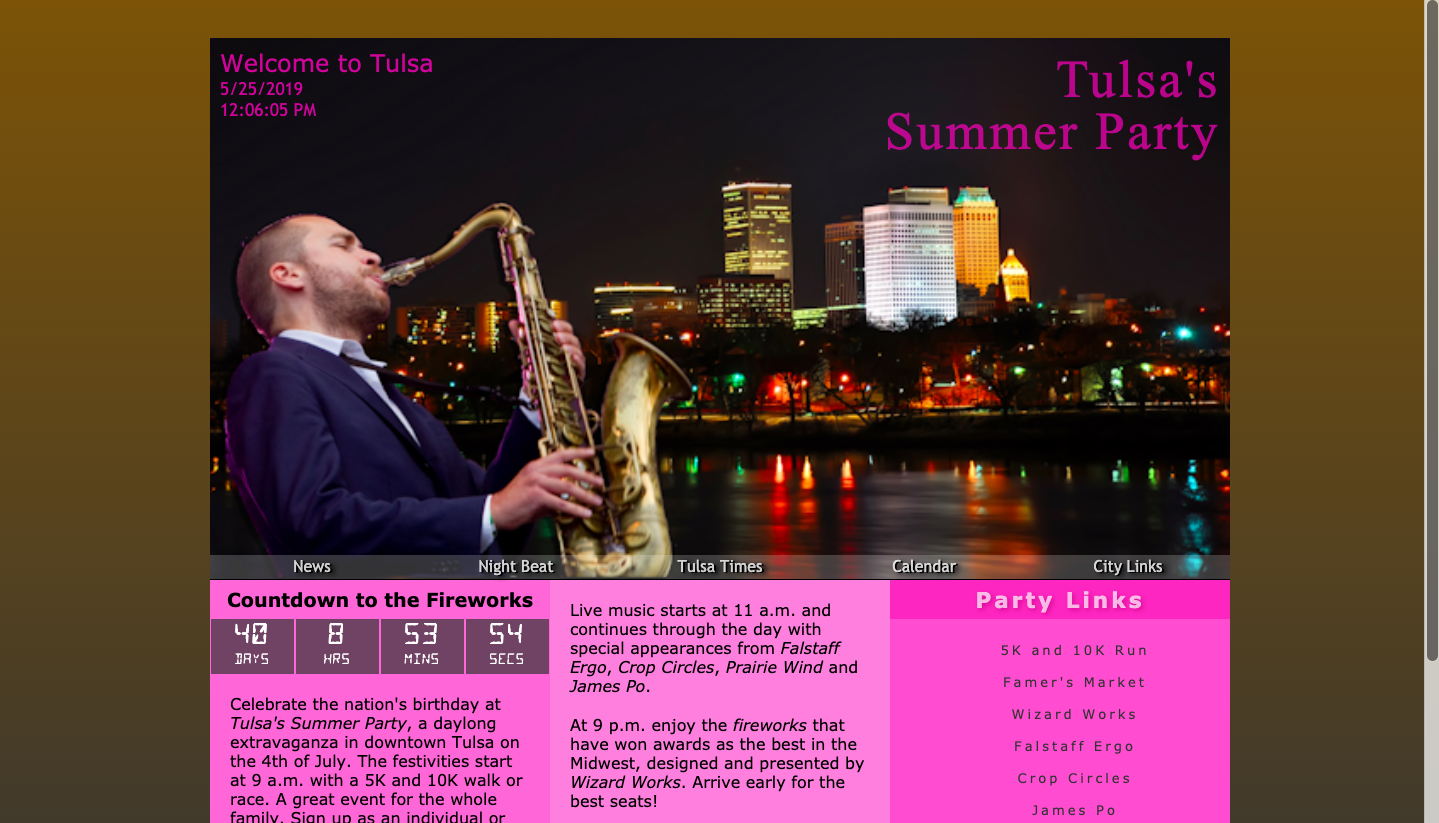 Welcome to Tulsa
5/25/2019
12:06:05 PM
Tulsa's
Summer Party
News
Night Beat
Tulsa Times
Calendar
City Links
Countdown to the Fireworks
40 8 53 54
DAYS HRS MINS SECS
Celebrate the nation's birthday at
Tulsa's Summer Party, a daylong
extravaganza in downtown Tulsa on
the 4th of July. The festivities start
at 9 a.m. with a 5K and 10K walk or
race. A great event for the whole
family. Sign up as an individual or
Live music starts at 11 a.m. and
continues through the day with
special appearances from Falstaff
Ergo, Crop Circles, Prairie Wind and
James Po.
At 9 p.m. enjoy the fireworks that
have won awards as the best in the
Midwest, designed and presented by
Wizard Works. Arrive early for the
best seats!
Party Links
5K and 10K Run
Famer's Market
Wizard Works
Falstaff Ergo
Crop Circles
James Po